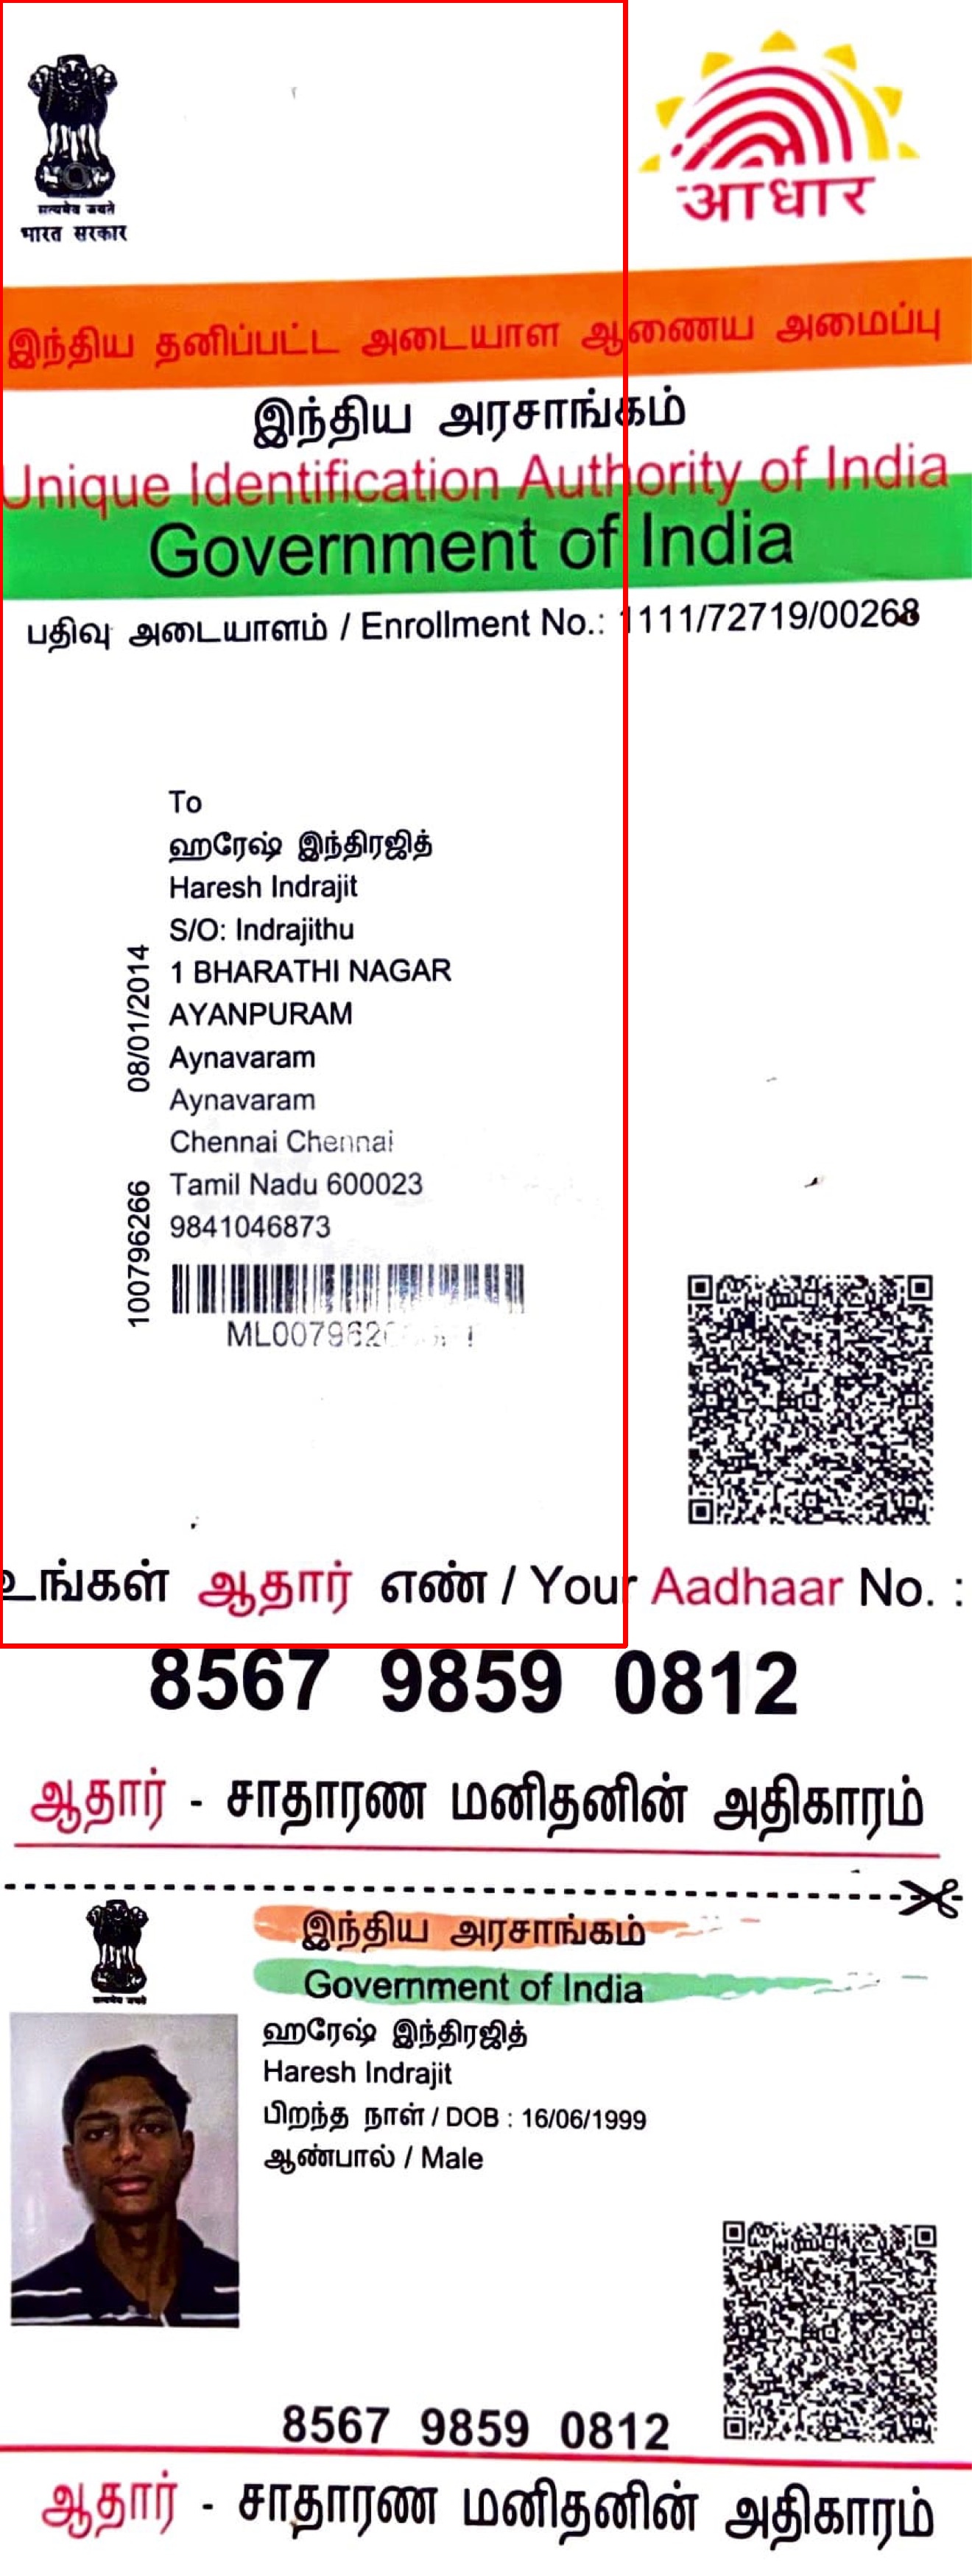 सत्यमेव जयते
भारत सरकार
आधार
இந்திய தனிப்பட்ட அடையாள ஆணைய அமைப்பு
இந்திய அரசாங்கம்
Unique Identification Authority of India
Government of India
பதிவு அடையாளம் / Enrollment No.: 1111/72719/00268
To
ஹரேஷ் இந்திரஜித்
Haresh Indrajit
S/O: Indrajithu
1 BHARATHI NAGAR
AYANPURAM
Aynavaram
Aynavaram
Chennai Chennai
Tamil Nadu 600023
9841046873
08/01/2014
100796266
உங்கள் ஆதார் எண் / Your Aadhaar No. :
8567 9859 0812
ஆதார் - சாதாரண மனிதனின் அதிகாரம்
இந்திய அரசாங்கம்
Government of India
ஹரேஷ் இந்திரஜித்
Haresh Indrajit
பிறந்த நாள் / DOB : 16/06/1999
ஆண்பால் / Male
8567 9859 0812
ஆதார் - சாதாரண மனிதனின் அதிகாரம்